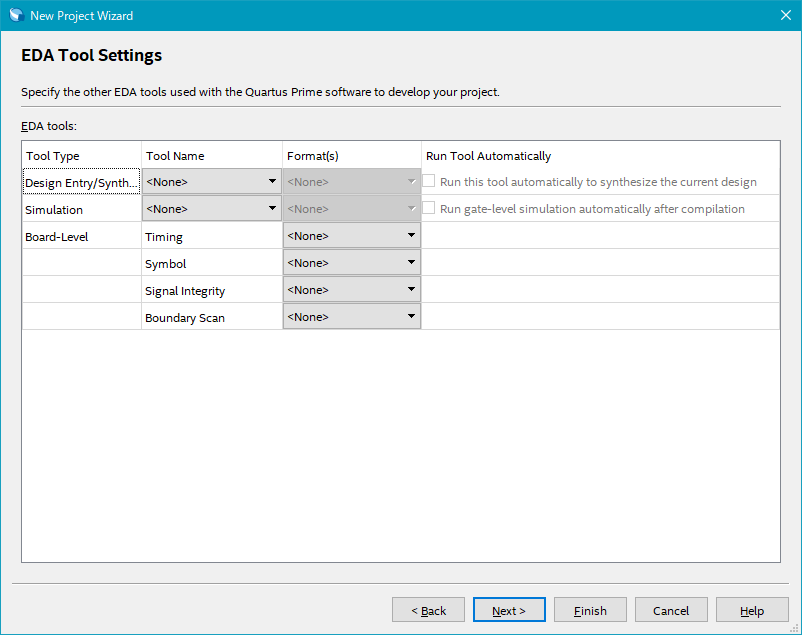 New Project Wizard
EDA Tool Settings
Specify the other EDA tools used with the Quartus Prime software to develop your project.
EDA tools:
Tool Type Tool Name Format(s) Run Tool Automatically
Design Entry/Synth... <None> <None> Run this tool automatically to synthesize the current design
Simulation <None> <None> Run gate-level simulation automatically after compilation
Board-Level Timing <None>
Symbol <None>
Signal Integrity <None>
Boundary Scan <None>
< Back Next > Finish Cancel Help